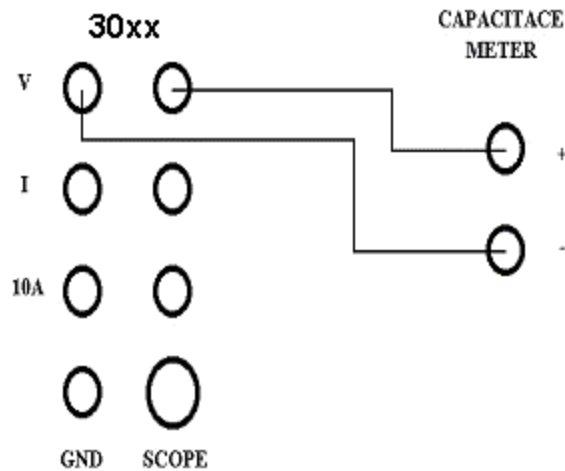 30xx
CAPACITACE
METER
V
+
I
-
10A
GND SCOPE